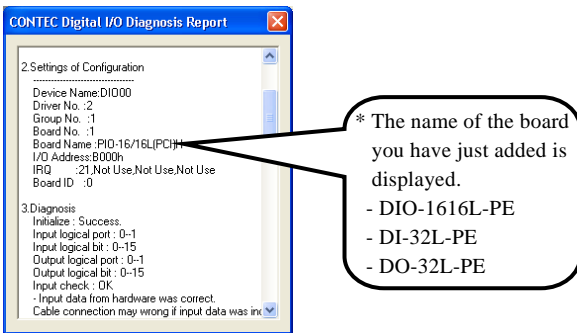 CONTEC Digital I/O Diagnosis Report
2.Settings of Configuration
----------------------------------
Device Name:DIO00
Driver No. :2
Group No. :1
Board No. :1
Board Name :PIO-16/16L(PCI)H
I/O Address:B000h
IRQ :21,Not Use,Not Use,Not Use
Board ID :0
3.Diagnosis
Initialize : Success.
Input logical port : 0--1
Input logical bit : 0--15
Output logical port : 0--1
Output logical bit : 0--15
Input check : OK
- Input data from hardware was correct.
Cable connection may wrong if input data was
* The name of the board
you have just added is
displayed.
- DIO-1616L-PE
- DI-32L-PE
- DO-32L-PE